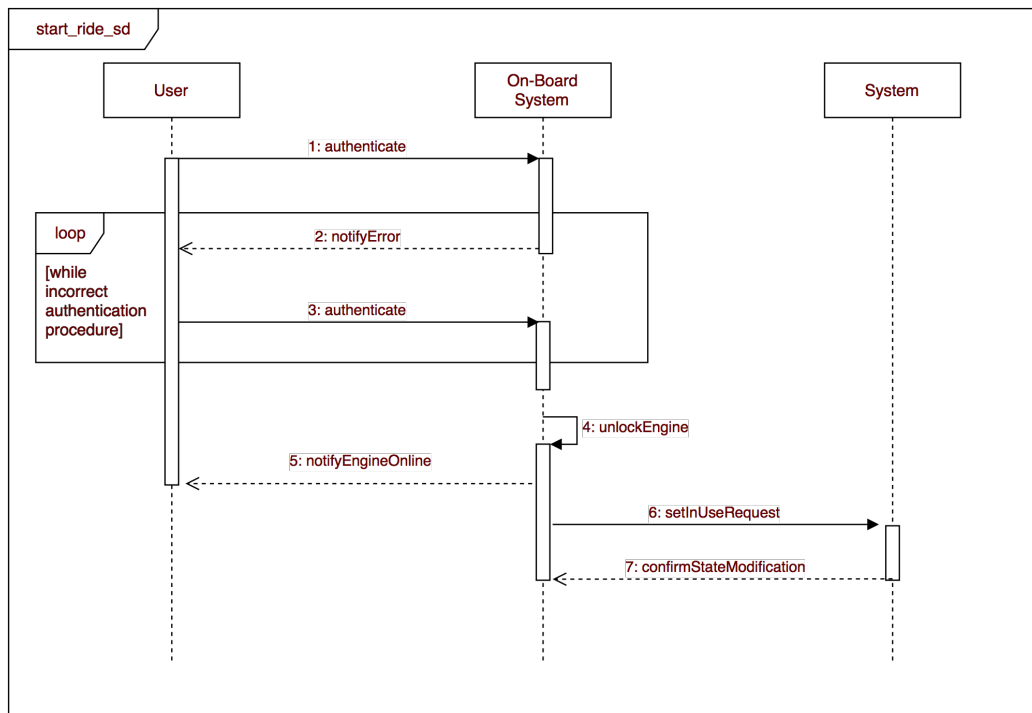 start_ride_sd
User
On-Board
System
System
1: authenticate
loop
2: notifyError
[while
incorrect
authentication
procedure]
3: authenticate
4: unlockEngine
5: notifyEngineOnline
6: setInUseRequest
7: confirmStateModification